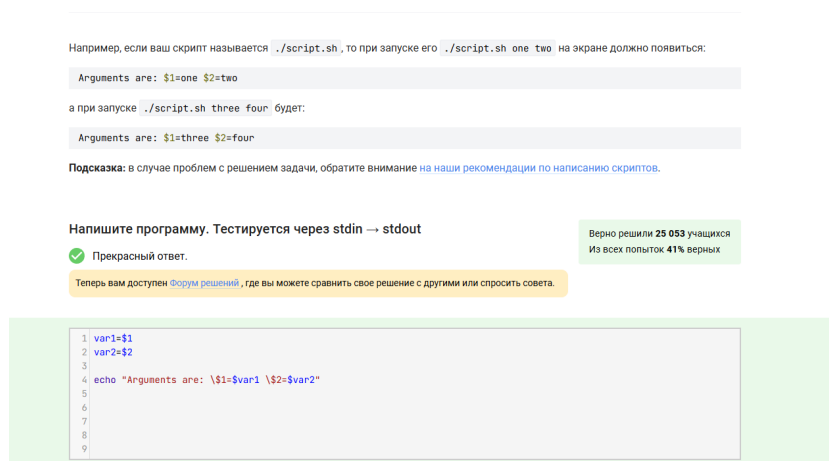 Например, если ваш скрипт называется ./script.sh , то при запуске его ./script.sh one two на экране должно появиться:
Arguments are: $1=one $2=two
а при запуске ./script.sh three four будет:
Arguments are: $1=three $2=four
Подсказка: в случае проблем с решением задачи, обратите внимание на наши рекомендации по написанию скриптов.
Напишите программу. Тестируется через stdin → stdout
Верно решили 25 053 учащихся
Из всех попыток 41% верных
Прекрасный ответ.
Теперь вам доступен Форум решений , где вы можете сравнить свое решение с другими или спросить совета.
1 var1=$1
2 var2=$2
3
4 echo "Arguments are: \$1=$var1 \$2=$var2"
5
6
7
8
9